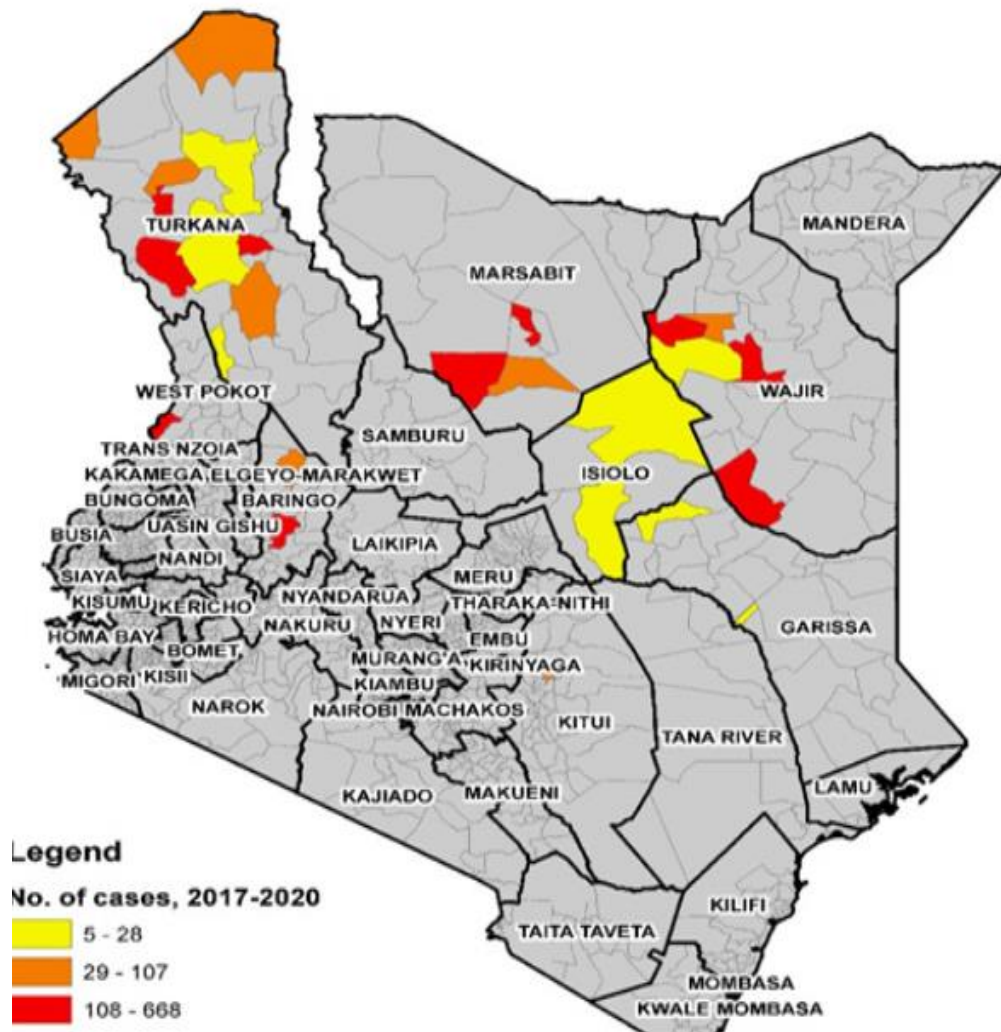 MANDERA
TURKANA
MARSABIT
WEST POKOT
WAJIR
TRANS NZOIA
SAMBURU
KAKAMEGA ELGEYO-MARAKWET
ISIOLO
BUNGOMA
BARINGO
BUSIA
UASIN GISHU
NANDI
LAIKIPIA
SIAYA
MERU
KISUMU
KERICHO
NYANDARUA
THARAKA-NITHI
HOMA BAY
NAKURU
NYERI
EMBU
GARISSA
BOMET
MURANG'A
KIRINYAGA
MIGORI
KISII
KIAMBU
NAROK
NAIROBI MACHAKOS
KITUI
TANA RIVER
KAJIADO
MAKUENI
LAMU
Legend
No. of cases, 2017-2020
KILIFI
5 - 28
TAITA TAVETA
29 - 107
MOMBASA
108 - 668
KWALE MOMBASA